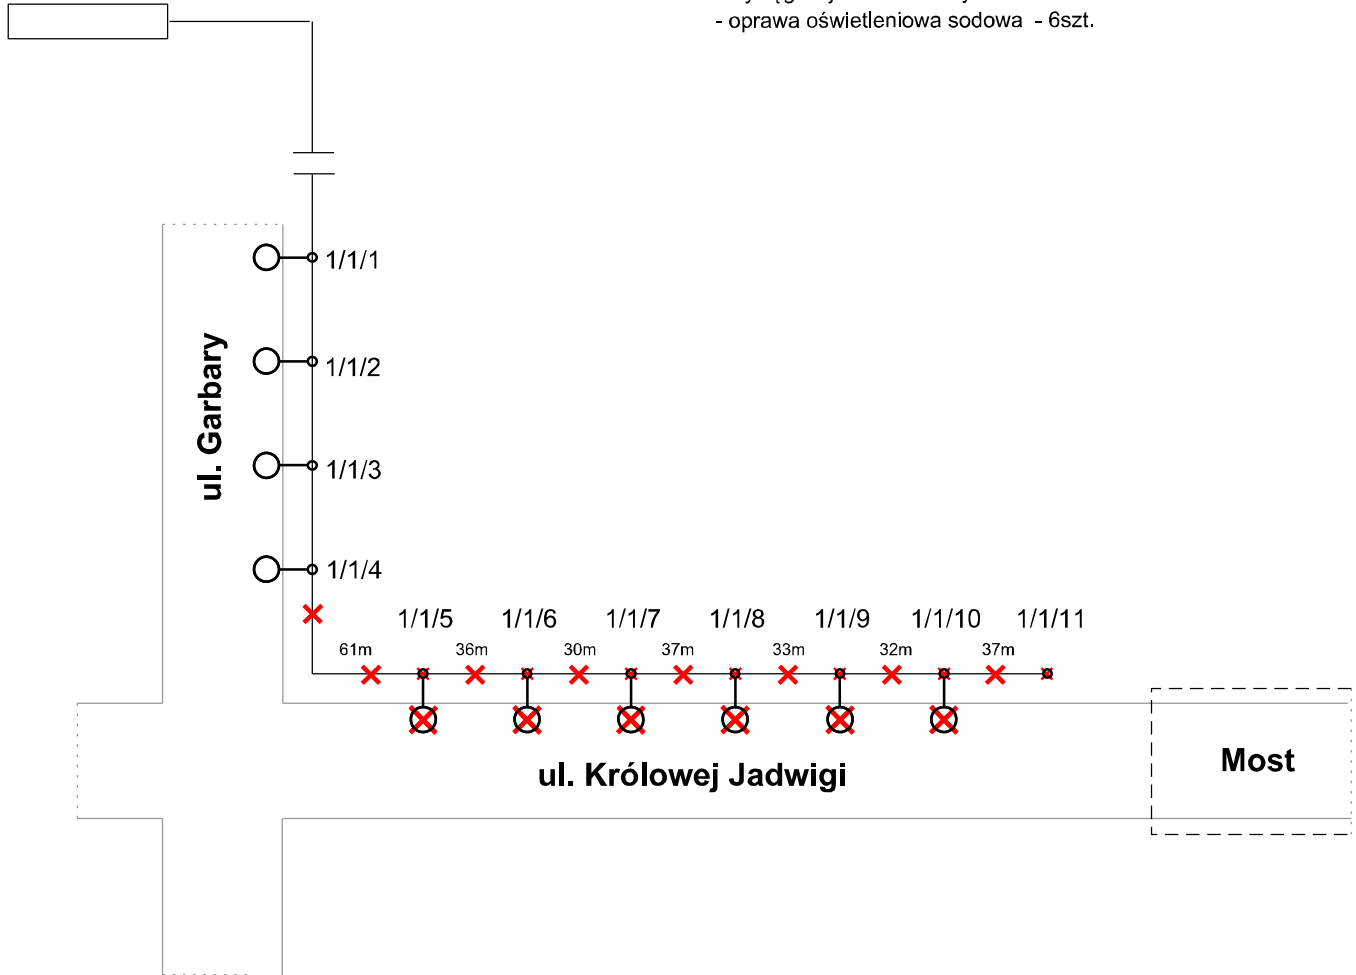 - oprawa oświetleniowa sodowa - 6szt.
1/1/1
1/1/2
1/1/3
1/1/4
ul. Garbary
1/1/5 1/1/6 1/1/7 1/1/8 1/1/9 1/1/10 1/1/11
61m 36m 30m 37m 33m 32m 37m
ul. Królowej Jadwigi
Most